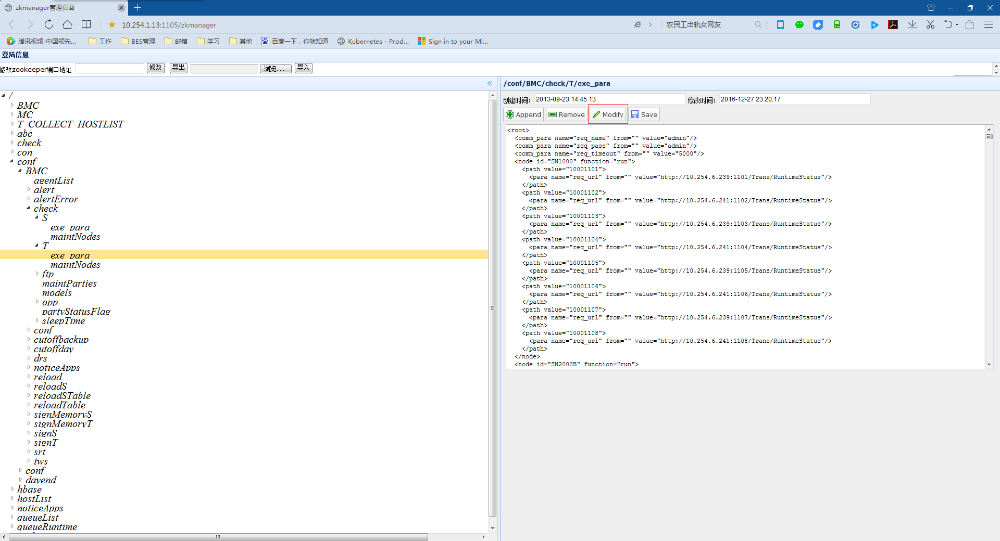 zkmanager管理页面
10.254.1.13:1105/zkmanager
农民工出轨女网友
腾讯视频-中国领先...
工作
BES管理
邮箱
学习
其他
百度一下，你就知道
Kubernetes - Prod...
Sign in to your Mi...
登陆信息
修改zookeeper端口地址
修改
导出
浏览...
导入
/
BMC
MC
T_COLLECT_HOSTLIST
abc
check
con
conf
BMC
agentList
alert
alertError
check
S
exe_para
maintNodes
T
exe_para
maintNodes
ftp
maintParties
models
opp
partyStatusFlag
sleepTime
conf
cutoffbackup
cutoffday
drs
noticeApps
reload
reloadS
reloadSTable
reloadTable
signMemoryS
signMemoryT
signS
signT
srt
tws
conf
dayend
hbase
hostList
noticeApps
queueList
queueRuntime
/conf/BMC/check/T/exe_para
创建时间: 2013-09-23 14:45:13 修改时间: 2016-12-27 23:20:17
Append Remove Modify Save
<root>
<comm_para name="req_name" from="" value="admin"/>
<comm_para name="req_pass" from="" value="admin"/>
<comm_para name="req_timeout" from="" value="5000"/>
<node id="SN1000" function="run">
<path value="10001101">
<para name="req_url" from="" value="http://10.254.6.239:1101/Trans/RuntimeStatus"/>
</path>
<path value="10001102">
<para name="req_url" from="" value="http://10.254.6.241:1102/Trans/RuntimeStatus"/>
</path>
<path value="10001103">
<para name="req_url" from="" value="http://10.254.6.239:1103/Trans/RuntimeStatus"/>
</path>
<path value="10001104">
<para name="req_url" from="" value="http://10.254.6.241:1104/Trans/RuntimeStatus"/>
</path>
<path value="10001105">
<para name="req_url" from="" value="http://10.254.6.239:1105/Trans/RuntimeStatus"/>
</path>
<path value="10001106">
<para name="req_url" from="" value="http://10.254.6.241:1106/Trans/RuntimeStatus"/>
</path>
<path value="10001107">
<para name="req_url" from="" value="http://10.254.6.239:1107/Trans/RuntimeStatus"/>
</path>
<path value="10001108">
<para name="req_url" from="" value="http://10.254.6.241:1108/Trans/RuntimeStatus"/>
</path>
</node>
<node id="SN2000B" function="run">